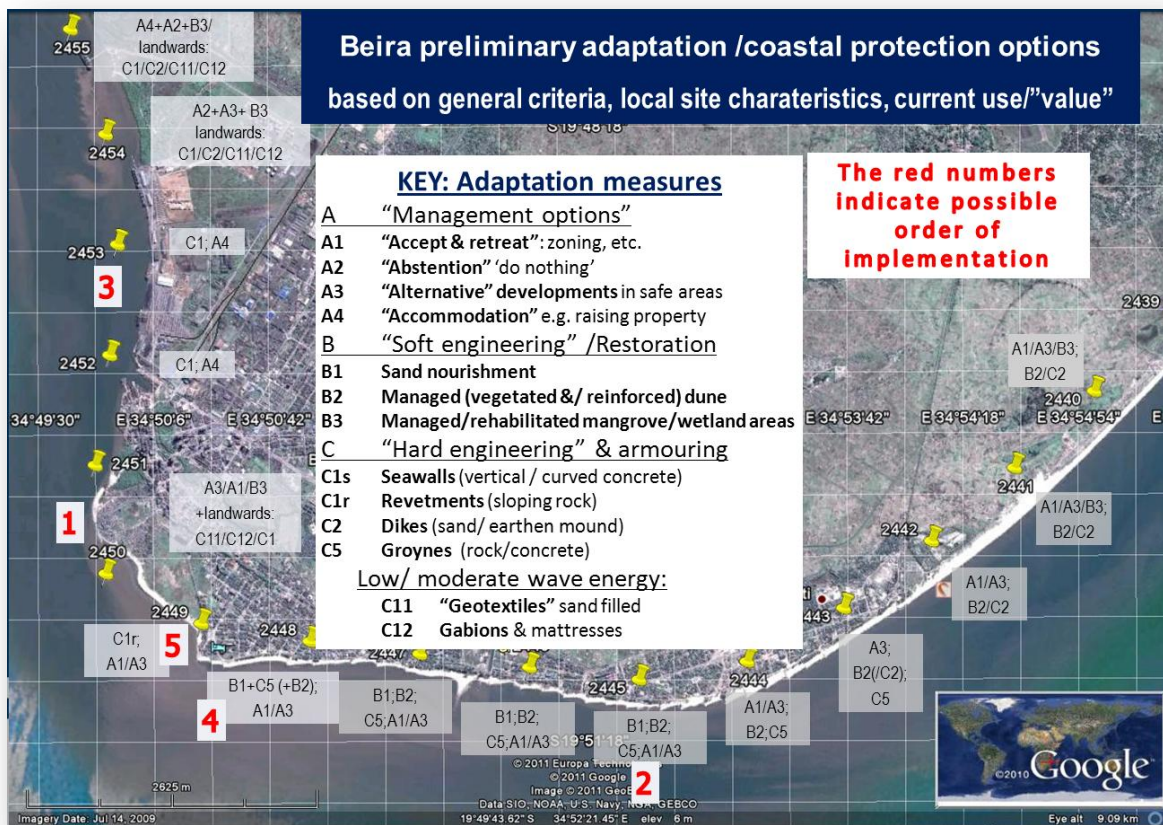 Beira preliminary adaptation /coastal protection options
based on general criteria, local site charateristics, current use/"value"
The red numbers
indicate possible
order of
implementation
KEY: Adaptation measures
A "Management options"
A1 "Accept & retreat": zoning, etc.
A2 "Abstention" 'do nothing'
A3 "Alternative" developments in safe areas
A4 "Accommodation" e.g. raising property
B "Soft engineering" /Restoration
B1 Sand nourishment
B2 Managed (vegetated &/ reinforced) dune
B3 Managed/rehabilitated mangrove/wetland areas
C "Hard engineering" & armouring
C1s Seawalls (vertical / curved concrete)
C1r Revetments (sloping rock)
C2 Dikes (sand/ earthen mound)
C5 Groynes (rock/concrete)
Low/ moderate wave energy:
C11 "Geotextiles" sand filled
C12 Gabions & mattresses
2455
A4+A2+B3/
landwards:
C1/C2/C11/C12
2454
A2+A3+ B3
landwards:
C1/C2/C11/C12
S 19°48'18"
2453
C1; A4
3
2452
C1; A4
34°49'30"
E 34°50'6"
E 34°50'42"
E 34°53'42"
E 34°54'18"
E 34°54'54"
E
2451
A3/A1/B3
+landwards:
C11/C12/C1
1
2450
2449
C1r;
A1/A3
5
2448
B1+C5 (+B2);
A1/A3
4
2447
B1;B2;
C5;A1/A3
B1;B2;
C5;A1/A3
2445
B1;B2;
C5;A1/A3
2
2444
A1/A3;
B2;C5
443
A3;
B2(/C2);
C5
2442
A1/A3;
B2/C2
2441
A1/A3/B3;
B2/C2
2440
A1/A3/B3;
B2/C2
2439
S 19°51'18"
© 2011 Europa Techno
© 2011 Google
Image © 2011 GeoE
Data SIO, NOAA, U.S. Navy, NGA, GEBCO
19°49'43.62" S 34°52'21.45" E elev 6 m
2625 m
Imagery Date: Jul 14, 2009
©2010 Google
Eye alt 9.09 km